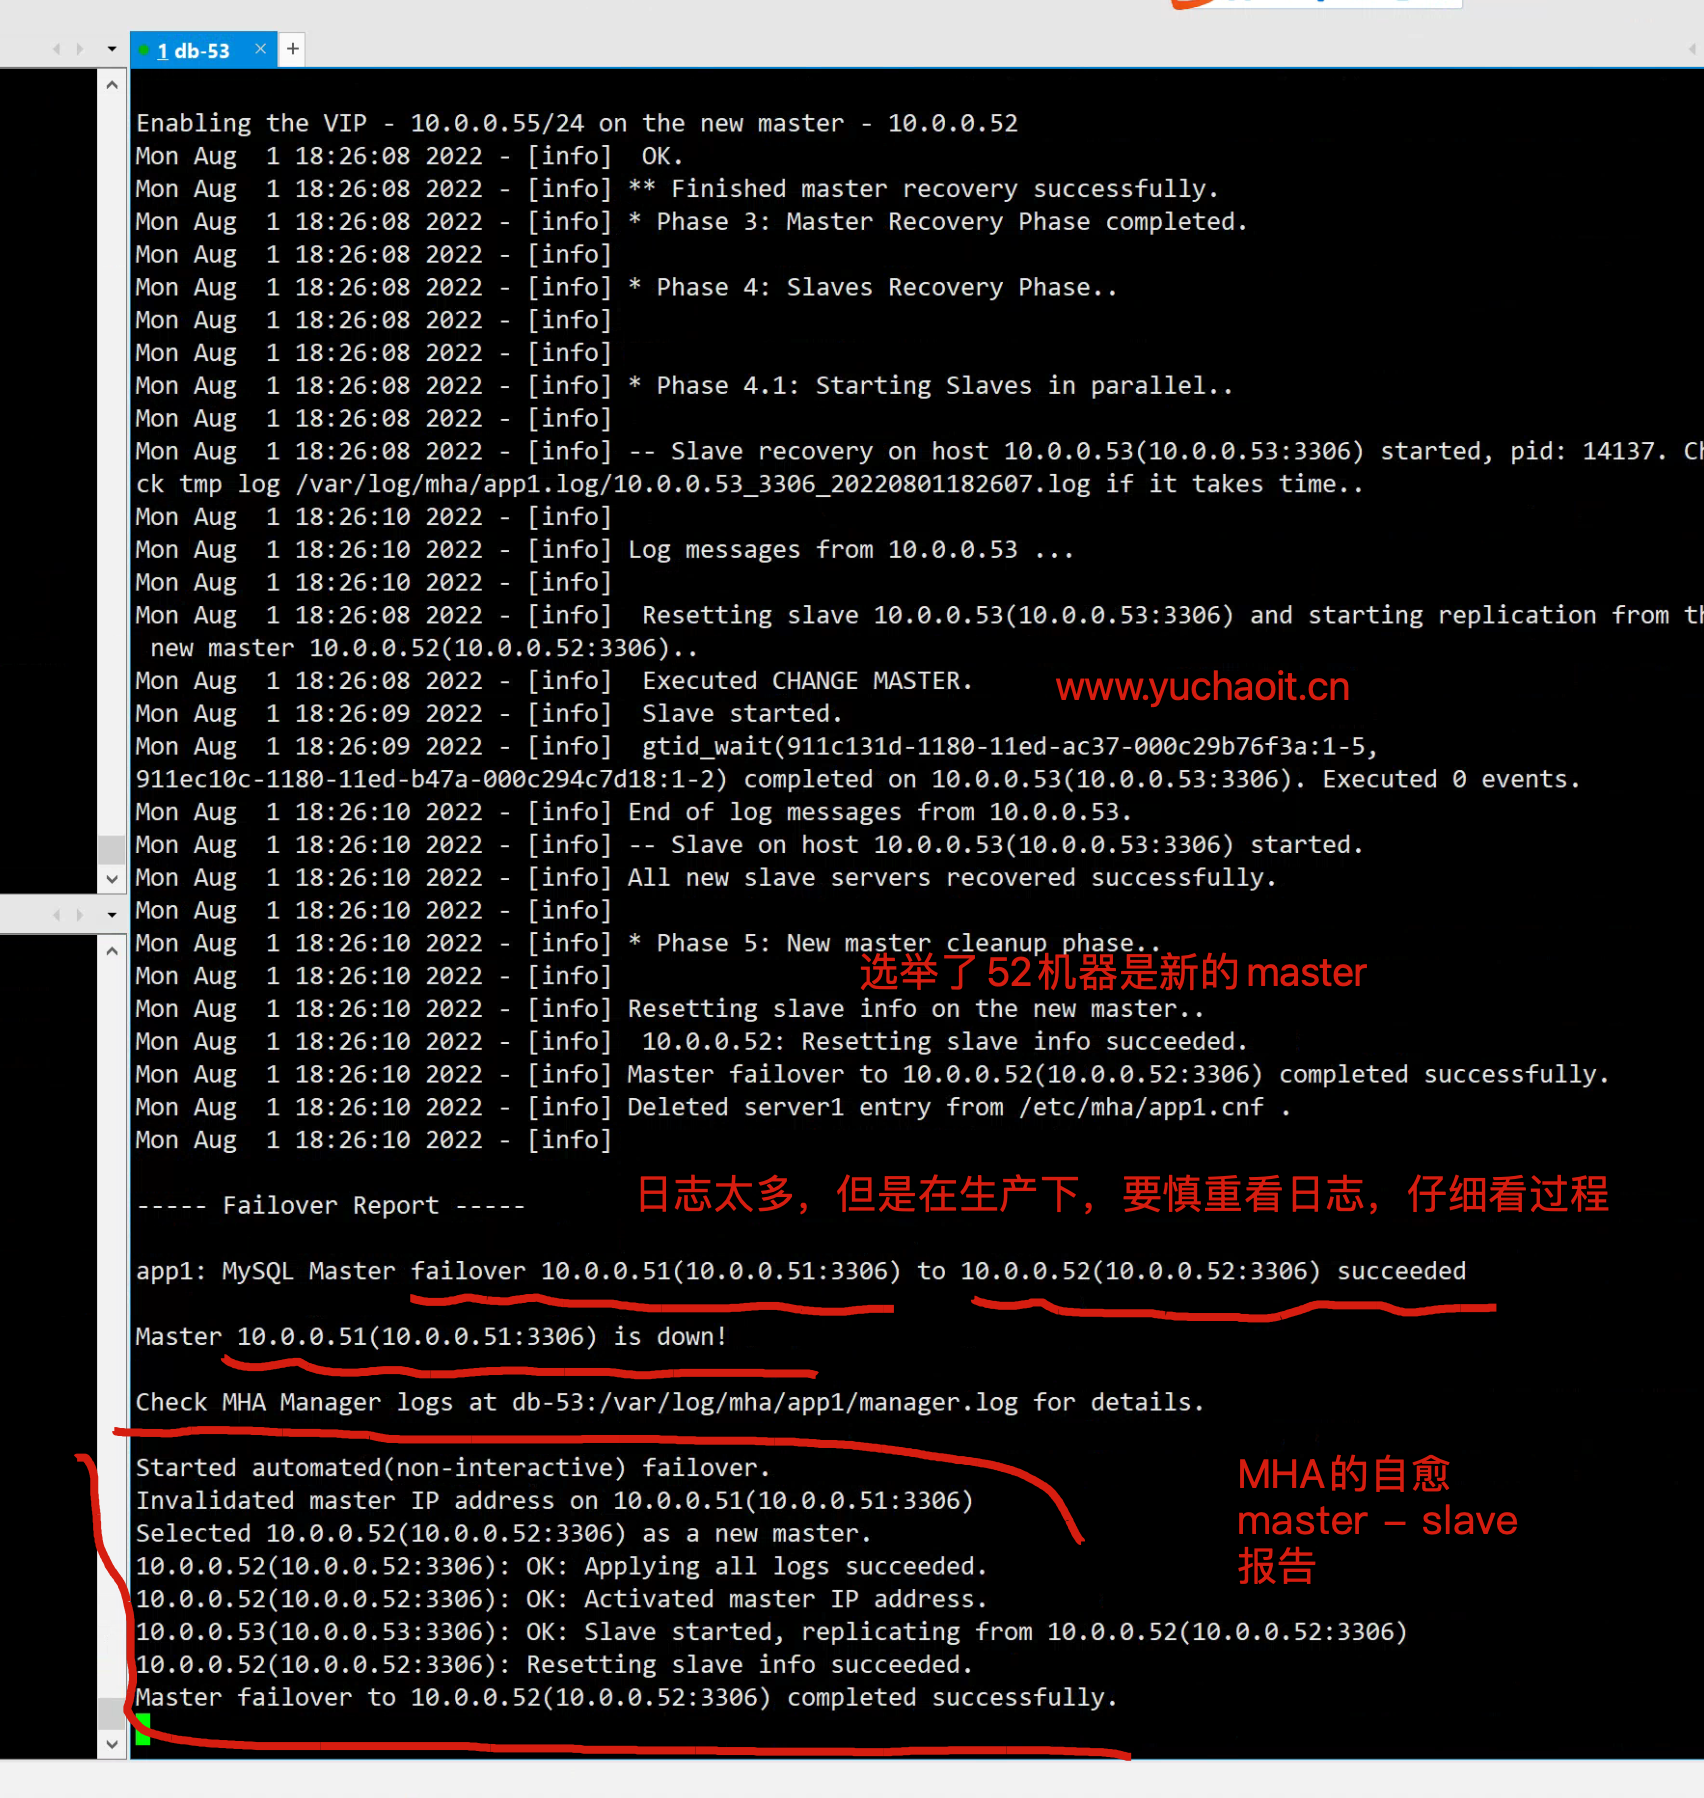 1 db-53
Enabling the VIP - 10.0.0.55/24 on the new master - 10.0.0.52
Mon Aug  1 18:26:08 2022 - [info]  OK.
Mon Aug  1 18:26:08 2022 - [info] ** Finished master recovery successfully.
Mon Aug  1 18:26:08 2022 - [info] * Phase 3: Master Recovery Phase completed.
Mon Aug  1 18:26:08 2022 - [info]
Mon Aug  1 18:26:08 2022 - [info] * Phase 4: Slaves Recovery Phase..
Mon Aug  1 18:26:08 2022 - [info]
Mon Aug  1 18:26:08 2022 - [info]
Mon Aug  1 18:26:08 2022 - [info] * Phase 4.1: Starting Slaves in parallel..
Mon Aug  1 18:26:08 2022 - [info]
Mon Aug  1 18:26:08 2022 - [info] -- Slave recovery on host 10.0.0.53(10.0.0.53:3306) started, pid: 14137. Ch
ck tmp log /var/log/mha/app1.log/10.0.0.53_3306_20220801182607.log if it takes time..
Mon Aug  1 18:26:10 2022 - [info]
Mon Aug  1 18:26:10 2022 - [info] Log messages from 10.0.0.53 ...
Mon Aug  1 18:26:10 2022 - [info]
Mon Aug  1 18:26:08 2022 - [info]  Resetting slave 10.0.0.53(10.0.0.53:3306) and starting replication from th
 new master 10.0.0.52(10.0.0.52:3306)..
Mon Aug  1 18:26:08 2022 - [info]  Executed CHANGE MASTER.
www.yuchaoit.cn
Mon Aug  1 18:26:09 2022 - [info]  Slave started.
Mon Aug  1 18:26:09 2022 - [info]  gtid_wait(911c131d-1180-11ed-ac37-000c29b76f3a:1-5,
911ec10c-1180-11ed-b47a-000c294c7d18:1-2) completed on 10.0.0.53(10.0.0.53:3306). Executed 0 events.
Mon Aug  1 18:26:10 2022 - [info] End of log messages from 10.0.0.53.
Mon Aug  1 18:26:10 2022 - [info] -- Slave on host 10.0.0.53(10.0.0.53:3306) started.
Mon Aug  1 18:26:10 2022 - [info] All new slave servers recovered successfully.
Mon Aug  1 18:26:10 2022 - [info]
Mon Aug  1 18:26:10 2022 - [info] * Phase 5: New master cleanup phase..
选举了52机器是新的master
Mon Aug  1 18:26:10 2022 - [info]
Mon Aug  1 18:26:10 2022 - [info] Resetting slave info on the new master..
Mon Aug  1 18:26:10 2022 - [info]  10.0.0.52: Resetting slave info succeeded.
Mon Aug  1 18:26:10 2022 - [info] Master failover to 10.0.0.52(10.0.0.52:3306) completed successfully.
Mon Aug  1 18:26:10 2022 - [info] Deleted server1 entry from /etc/mha/app1.cnf .
Mon Aug  1 18:26:10 2022 - [info]
日志太多，但是在生产下，要慎重看日志，仔细看过程
----- Failover Report -----
app1: MySQL Master failover 10.0.0.51(10.0.0.51:3306) to 10.0.0.52(10.0.0.52:3306) succeeded
Master 10.0.0.51(10.0.0.51:3306) is down!
Check MHA Manager logs at db-53:/var/log/mha/app1/manager.log for details.
Started automated(non-interactive) failover.
Invalidated master IP address on 10.0.0.51(10.0.0.51:3306)
Selected 10.0.0.52(10.0.0.52:3306) as a new master.
10.0.0.52(10.0.0.52:3306): OK: Applying all logs succeeded.
10.0.0.52(10.0.0.52:3306): OK: Activated master IP address.
10.0.0.53(10.0.0.53:3306): OK: Slave started, replicating from 10.0.0.52(10.0.0.52:3306)
10.0.0.52(10.0.0.52:3306): Resetting slave info succeeded.
Master failover to 10.0.0.52(10.0.0.52:3306) completed successfully.
MHA的自愈
master – slave
报告